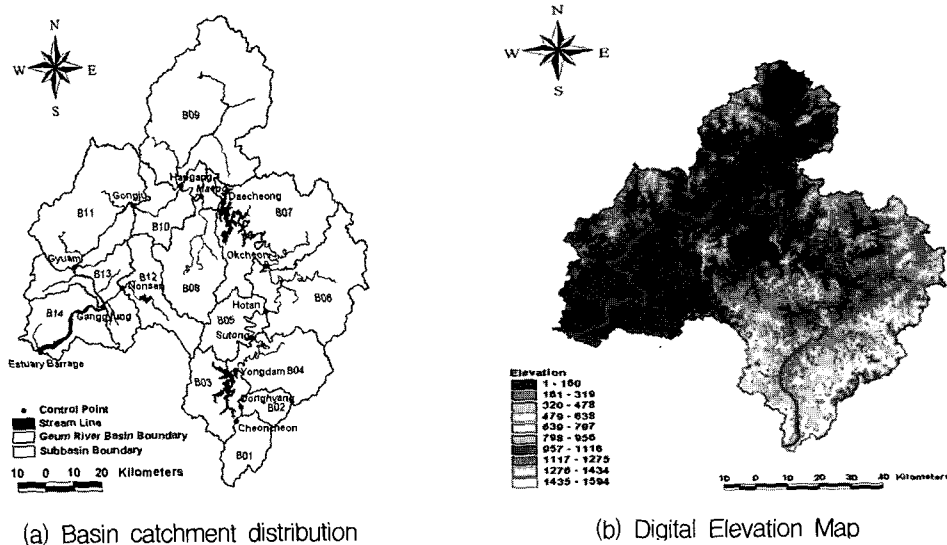 N
W E
S
B09
Daecheong
Gongju
B11
B07
B10
Okcheon
Gyuam
B13
B12
Nonsan
B08
Hotan
B06
B14
Ganggyung
B05
Sutong
Estuary Barrage
Yongdam
B04
B03
Donghyang
B02
Cheoncheon
B01
Control Point
Stream Line
Geum River Basin Boundary
Subbasin Boundary
10 0 10 20 Kilometers
(a) Basin catchment distribution
N
W E
S
Elevation
1 - 160
161 - 319
320 - 478
479 - 638
639 - 797
798 - 956
957 - 1116
1117 - 1275
1276 - 1434
1435 - 1594
10 0 10 20 30 40 Kilometers
(b) Digital Elevation Map